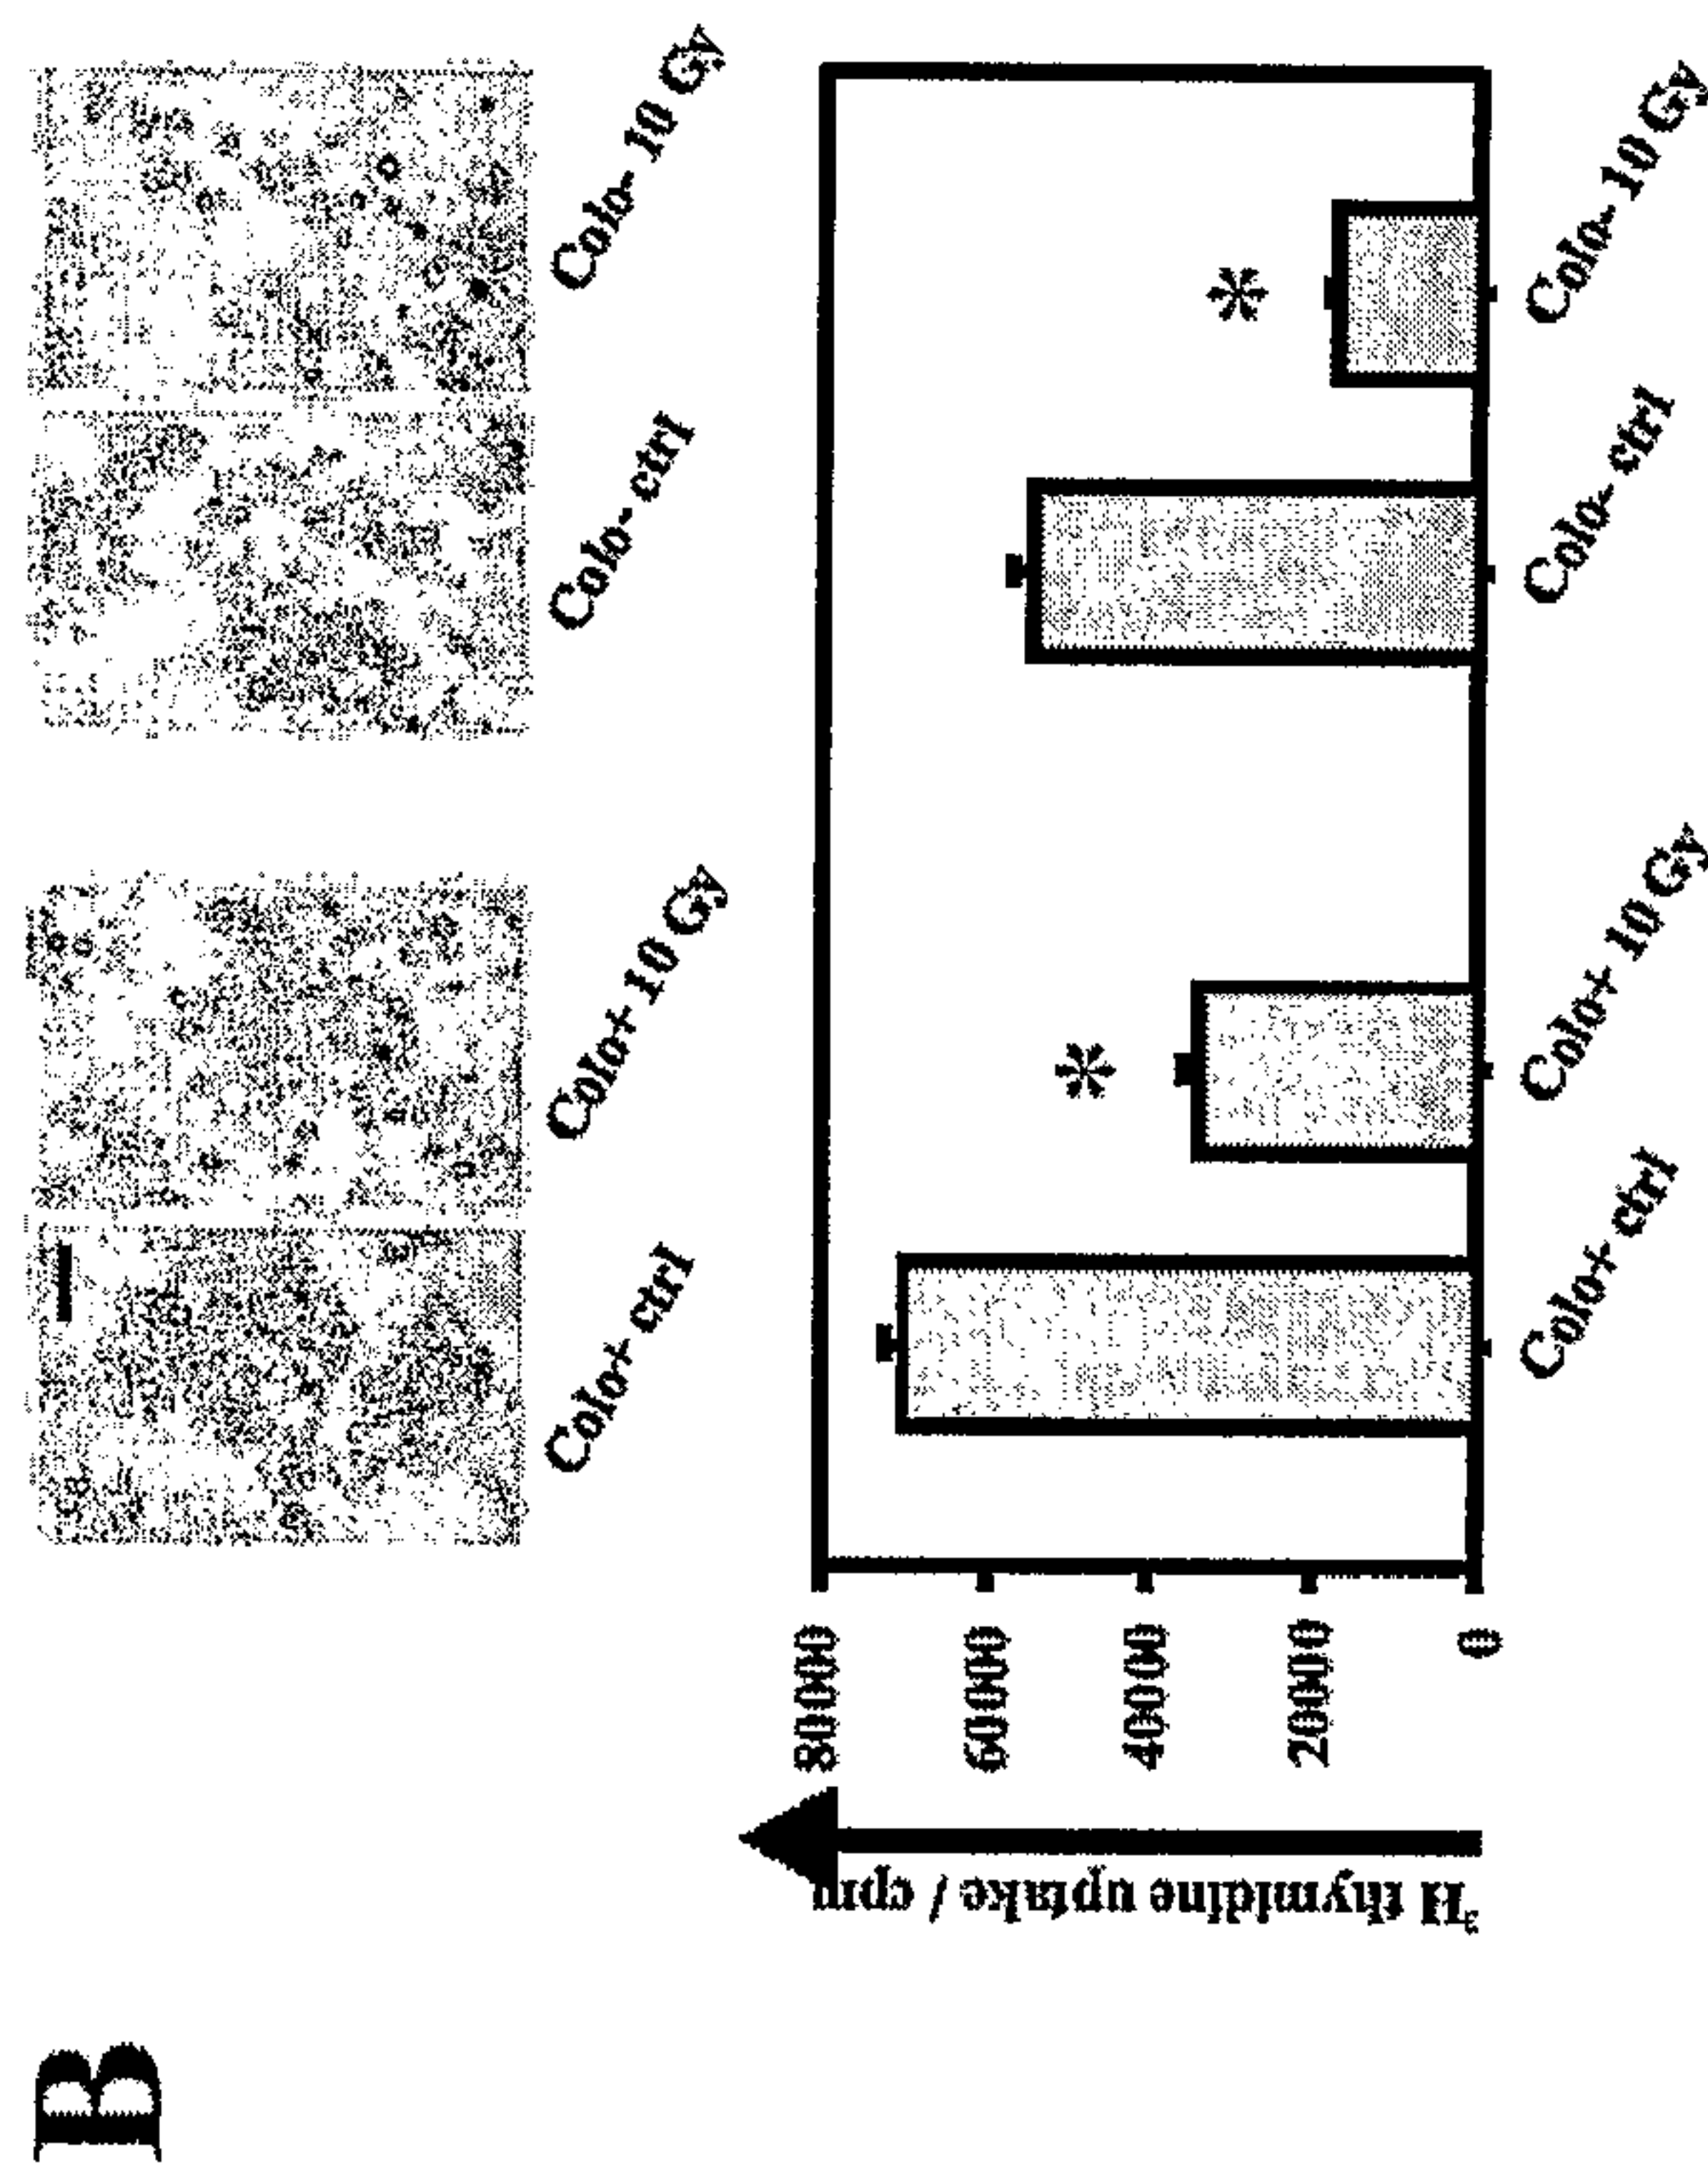 B
Colo+ ctrl
Colo+ 10 Gy
Colo- ctrl
Colo- 10 Gy
³H thymidine uptake / cpm
80000
60000
40000
20000
0
Colo+ ctrl
Colo+ 10 Gy
*
Colo- ctrl
Colo- 10 Gy
*